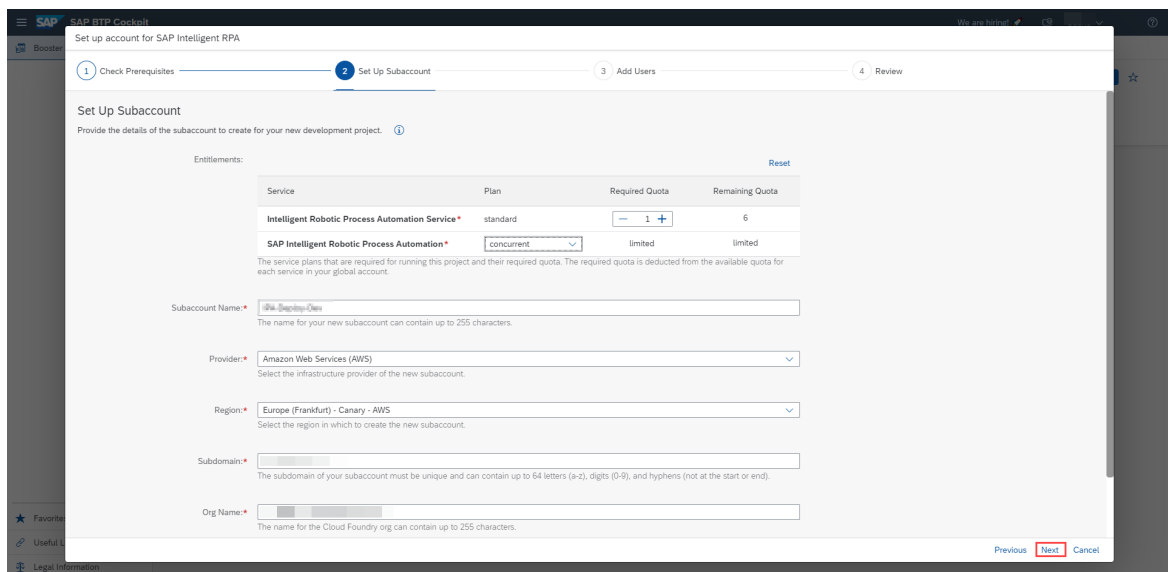 SAP SAP BTP Cockpit
We are hiring!
Booster
Set up account for SAP Intelligent RPA
1 Check Prerequisites
2 Set Up Subaccount
3 Add Users
4 Review
Set Up Subaccount
Provide the details of the subaccount to create for your new development project.
Entitlements:
Reset
Service Plan Required Quota Remaining Quota
Intelligent Robotic Process Automation Service* standard — 1 + 6
SAP Intelligent Robotic Process Automation* concurrent limited limited
The service plans that are required for running this project and their required quota. The required quota is deducted from the available quota for
each service in your global account.
Subaccount Name:*
The name for your new subaccount can contain up to 255 characters.
Provider:* Amazon Web Services (AWS)
Select the infrastructure provider of the new subaccount.
Region:* Europe (Frankfurt) - Canary - AWS
Select the region in which to create the new subaccount.
Subdomain:*
The subdomain of your subaccount must be unique and can contain up to 64 letters (a-z), digits (0-9), and hyphens (not at the start or end).
Org Name:*
The name for the Cloud Foundry org can contain up to 255 characters.
Favorite
Useful L
Previous Next Cancel
Legal Information